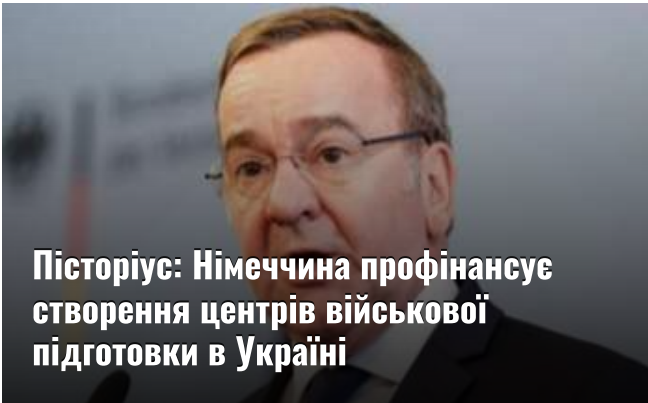 Пісторіус: Німеччина профінансує
створення центрів військової
підготовки в Україні